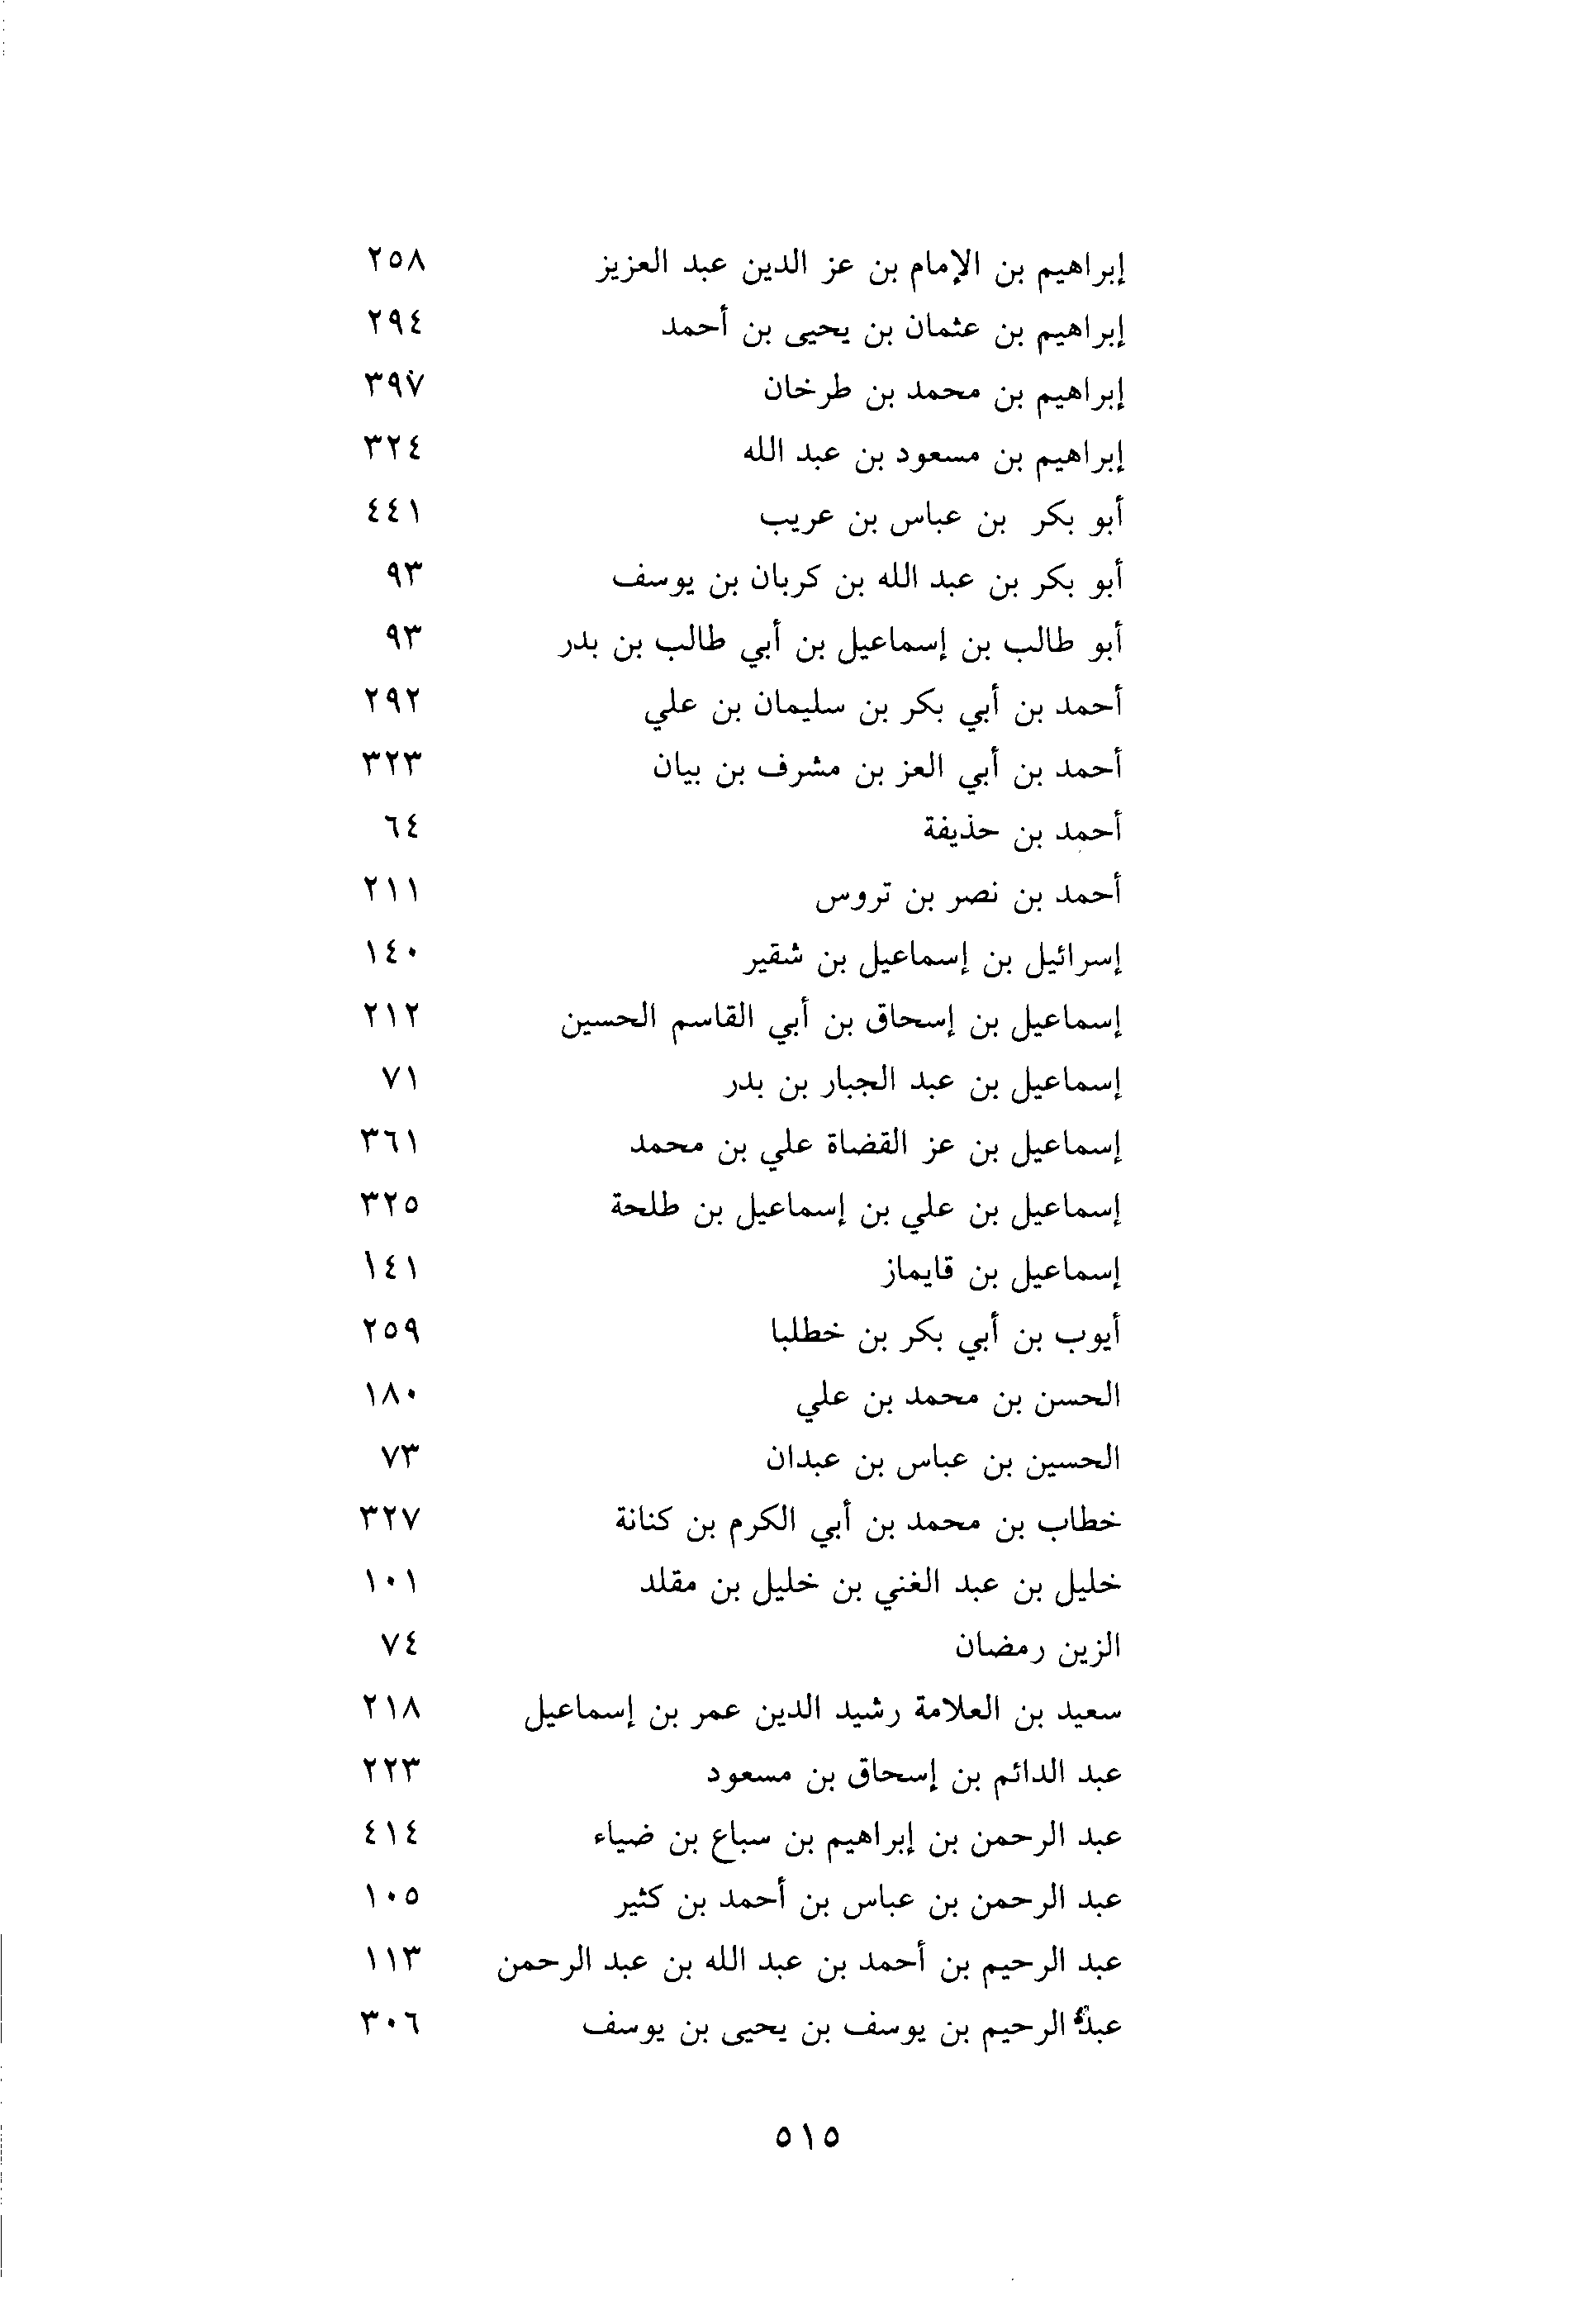 إبراهيم بن الإمام بن عز الدين عبد العزيز ٢٥٨
إبراهيم بن عثمان بن يحيى بن أحمد ٢٩٤
إبراهيم بن محمد بن طرخان ٣٩٧
إبراهيم بن مسعود بن عبد الله ٣٢٤
أبو بكر بن عباس بن عريب ٤٤١
أبو بكر بن عبد الله بن كربان بن يوسف ٩٣
أبو طالب بن إسماعيل بن أبي طالب بن بدر ٩٣
أحمد بن أبي بكر بن سليمان بن علي ٢٩٢
أحمد بن أبي العز بن مشرف بن بيان ٣٢٣
أحمد بن حذيفة ٦٤
أحمد بن نصر بن تروس ٢١١
إسرائيل بن إسماعيل بن شقير ١٤٠
إسماعيل بن إسحاق بن أبي القاسم الحسين ٢١٢
إسماعيل بن عبد الجبار بن بدر ٧١
إسماعيل بن عز القضاة علي بن محمد ٣٦١
إسماعيل بن علي بن إسماعيل بن طلحة ٣٢٥
إسماعيل بن قايماز ١٤١
أيوب بن أبي بكر بن خطلبا ٢٥٩
الحسن بن محمد بن علي ١٨٠
الحسين بن عباس بن عبدان ٧٣
خطاب بن محمد بن أبي الكرم بن كنانة ٣٢٧
خليل بن عبد الغني بن خليل بن مقلد ١٠١
الزين رمضان ٧٤
سعيد بن العلامة رشيد الدين عمر بن إسماعيل ٢١٨
عبد الدائم بن إسحاق بن مسعود ٢٢٣
عبد الرحمن بن إبراهيم بن سباع بن ضياء ٤١٤
عبد الرحمن بن عباس بن أحمد بن كثير ١٠٥
عبد الرحيم بن أحمد بن عبد الله بن عبد الرحمن ١١٣
عبد الرحيم بن يوسف بن يحيى بن يوسف ٣٠٦
٥١٥